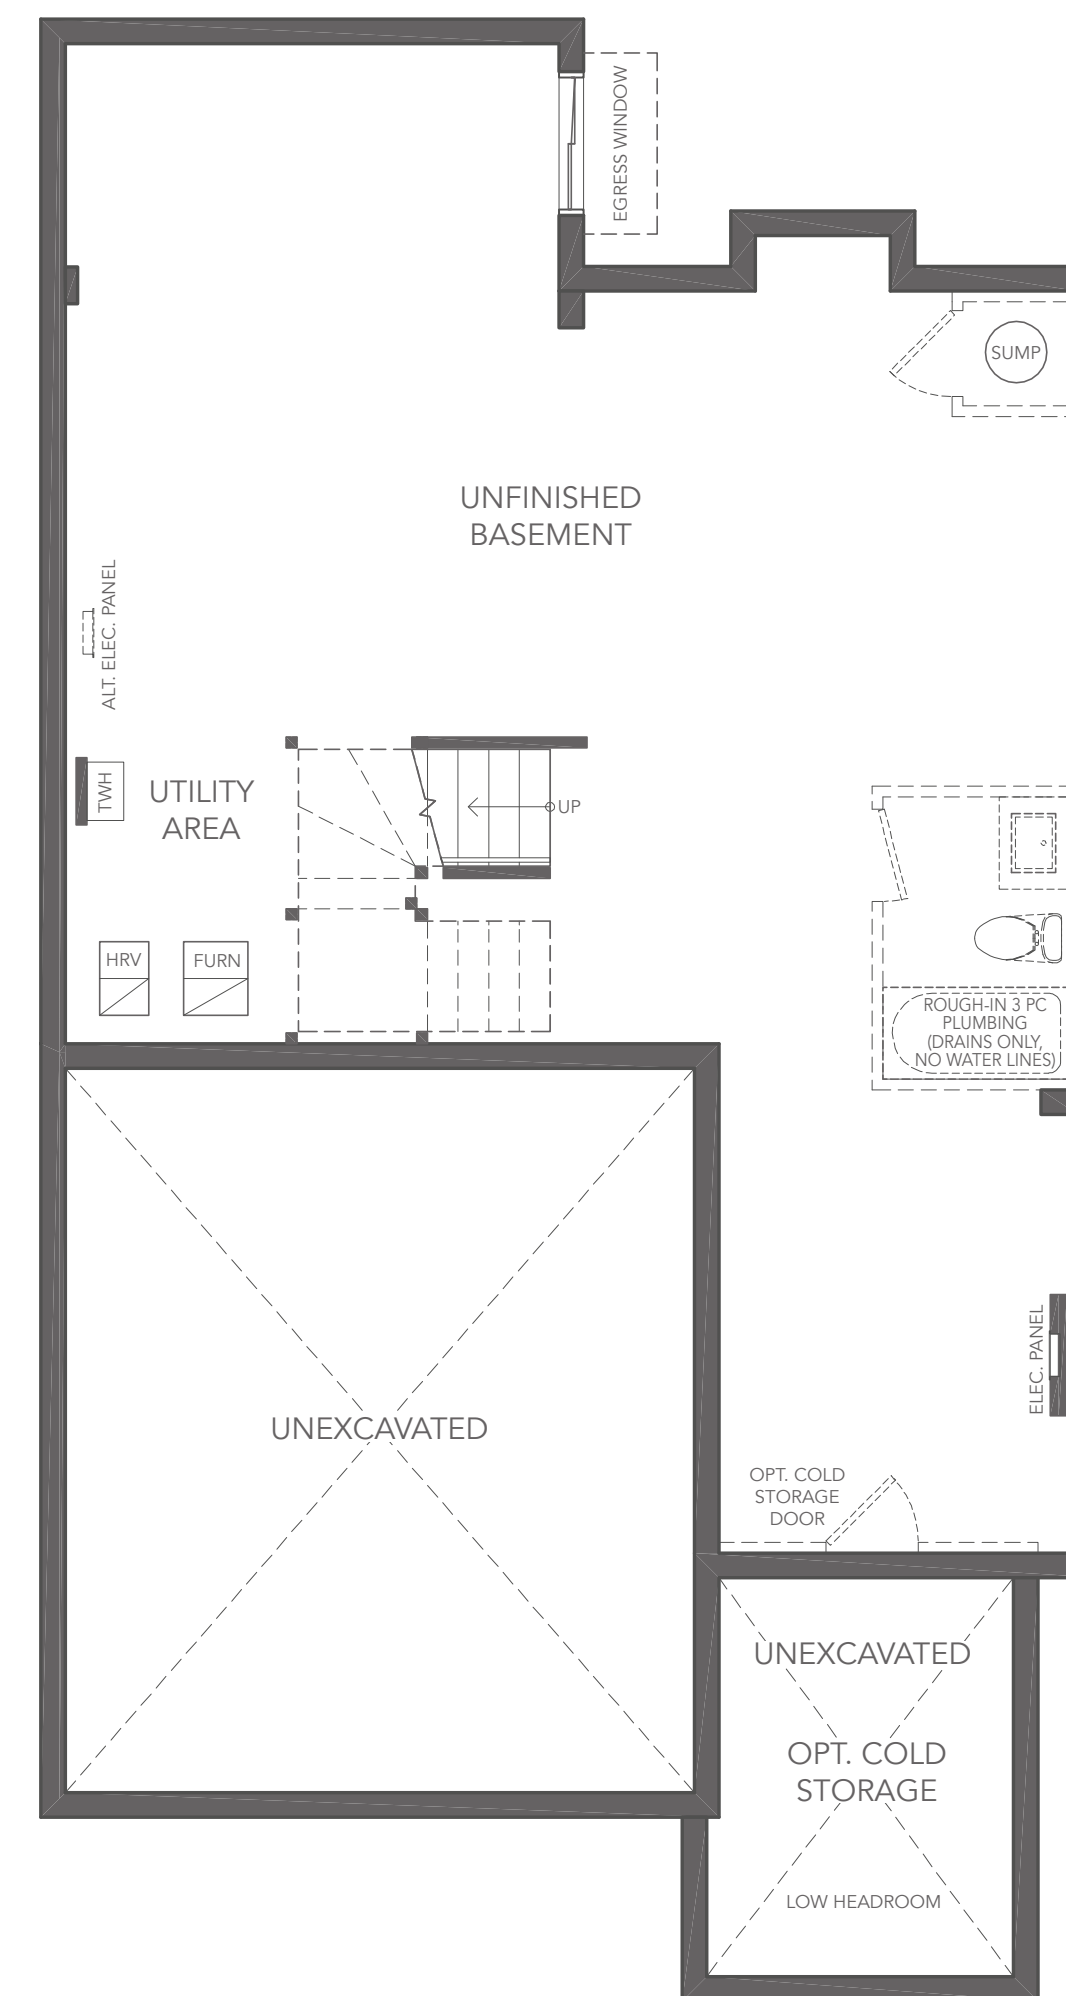 EGRESS WINDOW
SUMP
UNFINISHED
BASEMENT
ALT. ELEC. PANEL
TWH
UTILITY
AREA
UP
HRV
FURN
ROUGH-IN 3 PC
PLUMBING
(DRAINS ONLY,
NO WATER LINES)
ELEC. PANEL
UNEXCAVATED
OPT. COLD
STORAGE
DOOR
UNEXCAVATED
OPT. COLD
STORAGE
LOW HEADROOM